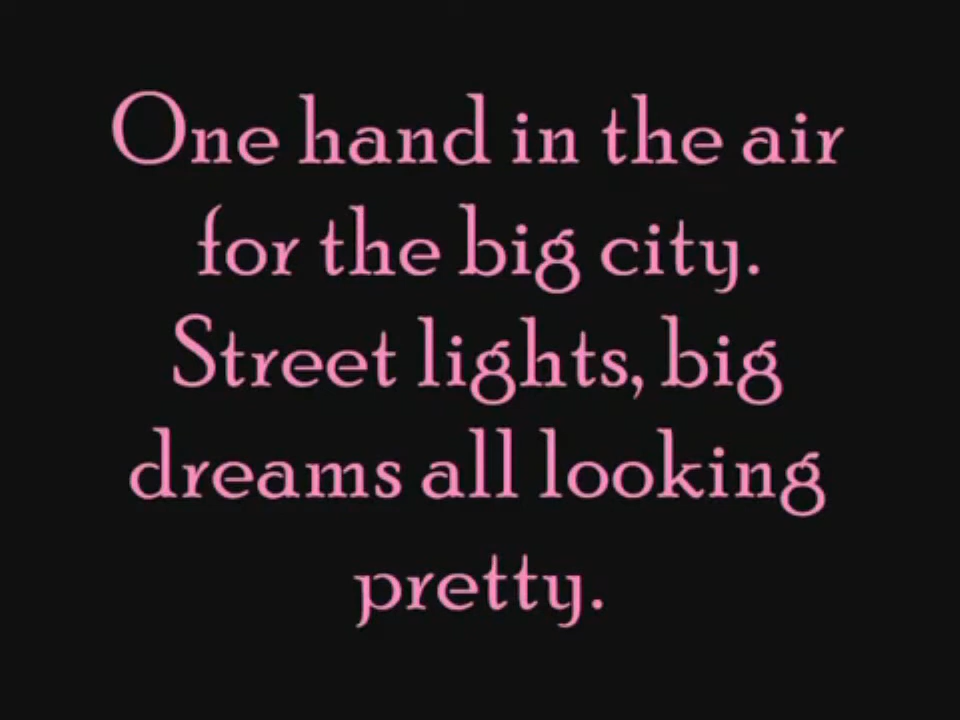 One hand in the air
for the big city.
Street lights, big
dreams all looking
pretty.